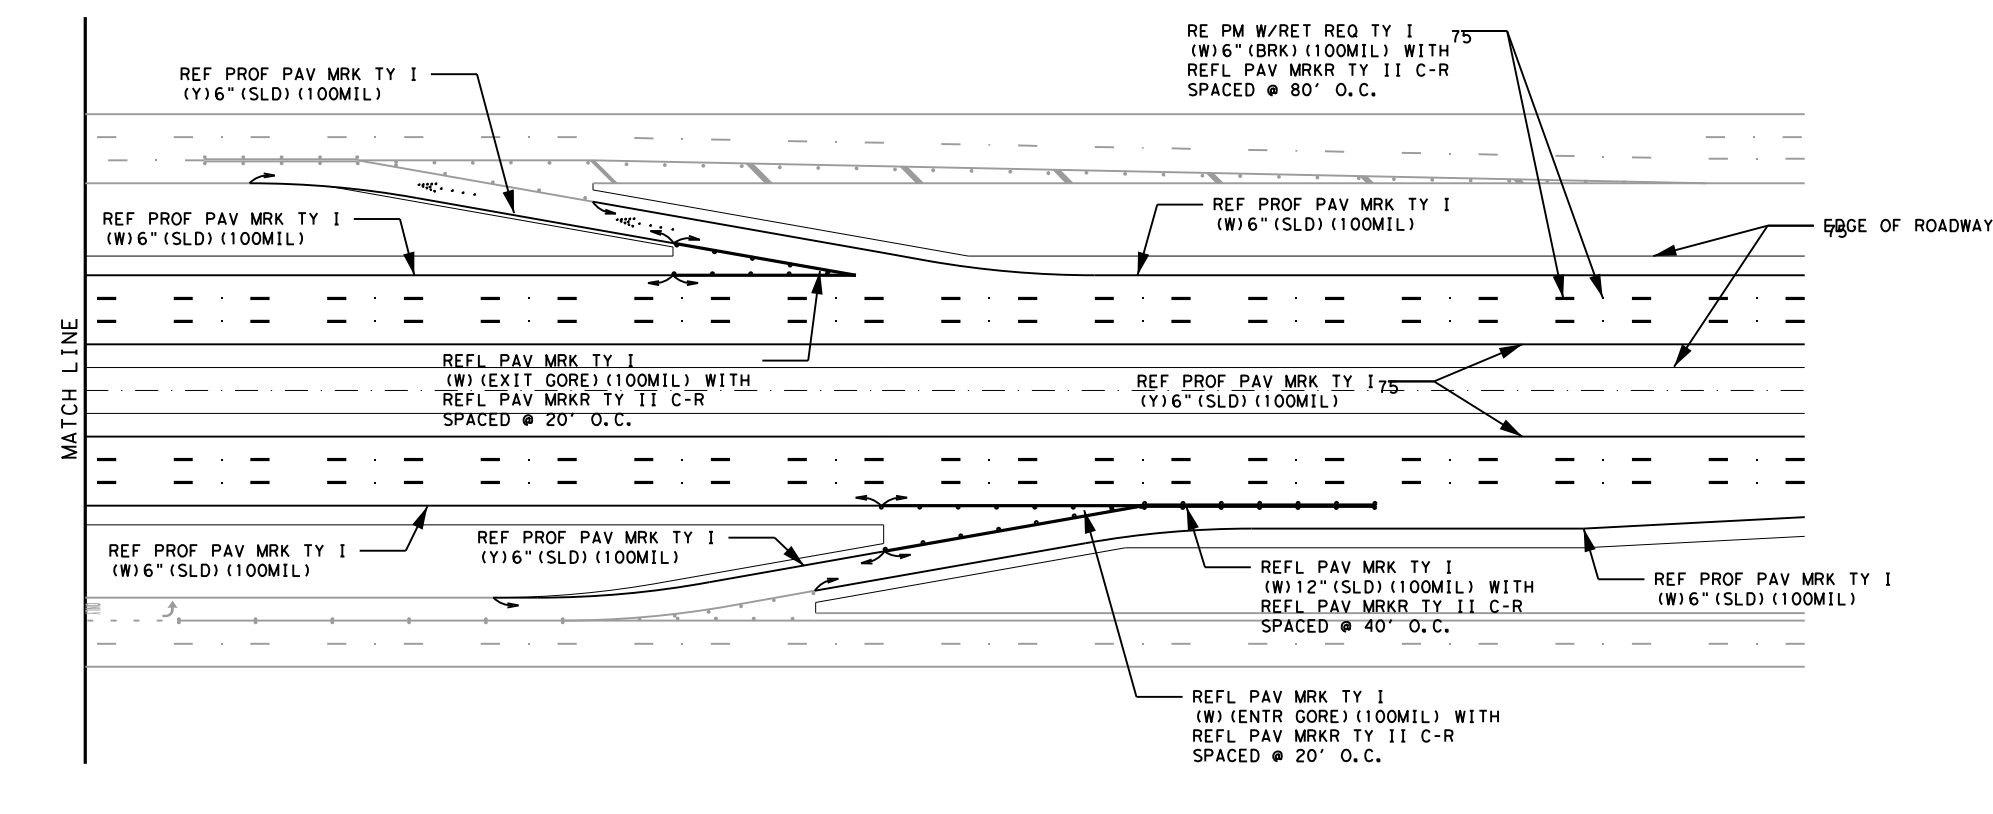 RE PM W/RET REQ TY I
75
(W)6"(BRK)(100MIL) WITH
REFL PAV MRKR TY II C-R
SPACED @ 80' O.C.
REF PROF PAV MRK TY I
(Y)6"(SLD)(100MIL)
REF PROF PAV MRK TY I
(W)6"(SLD)(100MIL)
REF PROF PAV MRK TY I
(W)6"(SLD)(100MIL)
EDGE OF ROADWAY
75
MATCH LINE
REFL PAV MRK TY I
(W)(EXIT GORE)(100MIL) WITH
REFL PAV MRKR TY II C-R
SPACED @ 20' O.C.
REF PROF PAV MRK TY I
75
(Y)6"(SLD)(100MIL)
REF PROF PAV MRK TY I
(W)6"(SLD)(100MIL)
REF PROF PAV MRK TY I
(Y)6"(SLD)(100MIL)
REFL PAV MRK TY I
(W)12"(SLD)(100MIL) WITH
REFL PAV MRKR TY II C-R
SPACED @ 40' O.C.
REF PROF PAV MRK TY I
(W)6"(SLD)(100MIL)
REFL PAV MRK TY I
(W)(ENTR GORE)(100MIL) WITH
REFL PAV MRKR TY II C-R
SPACED @ 20' O.C.